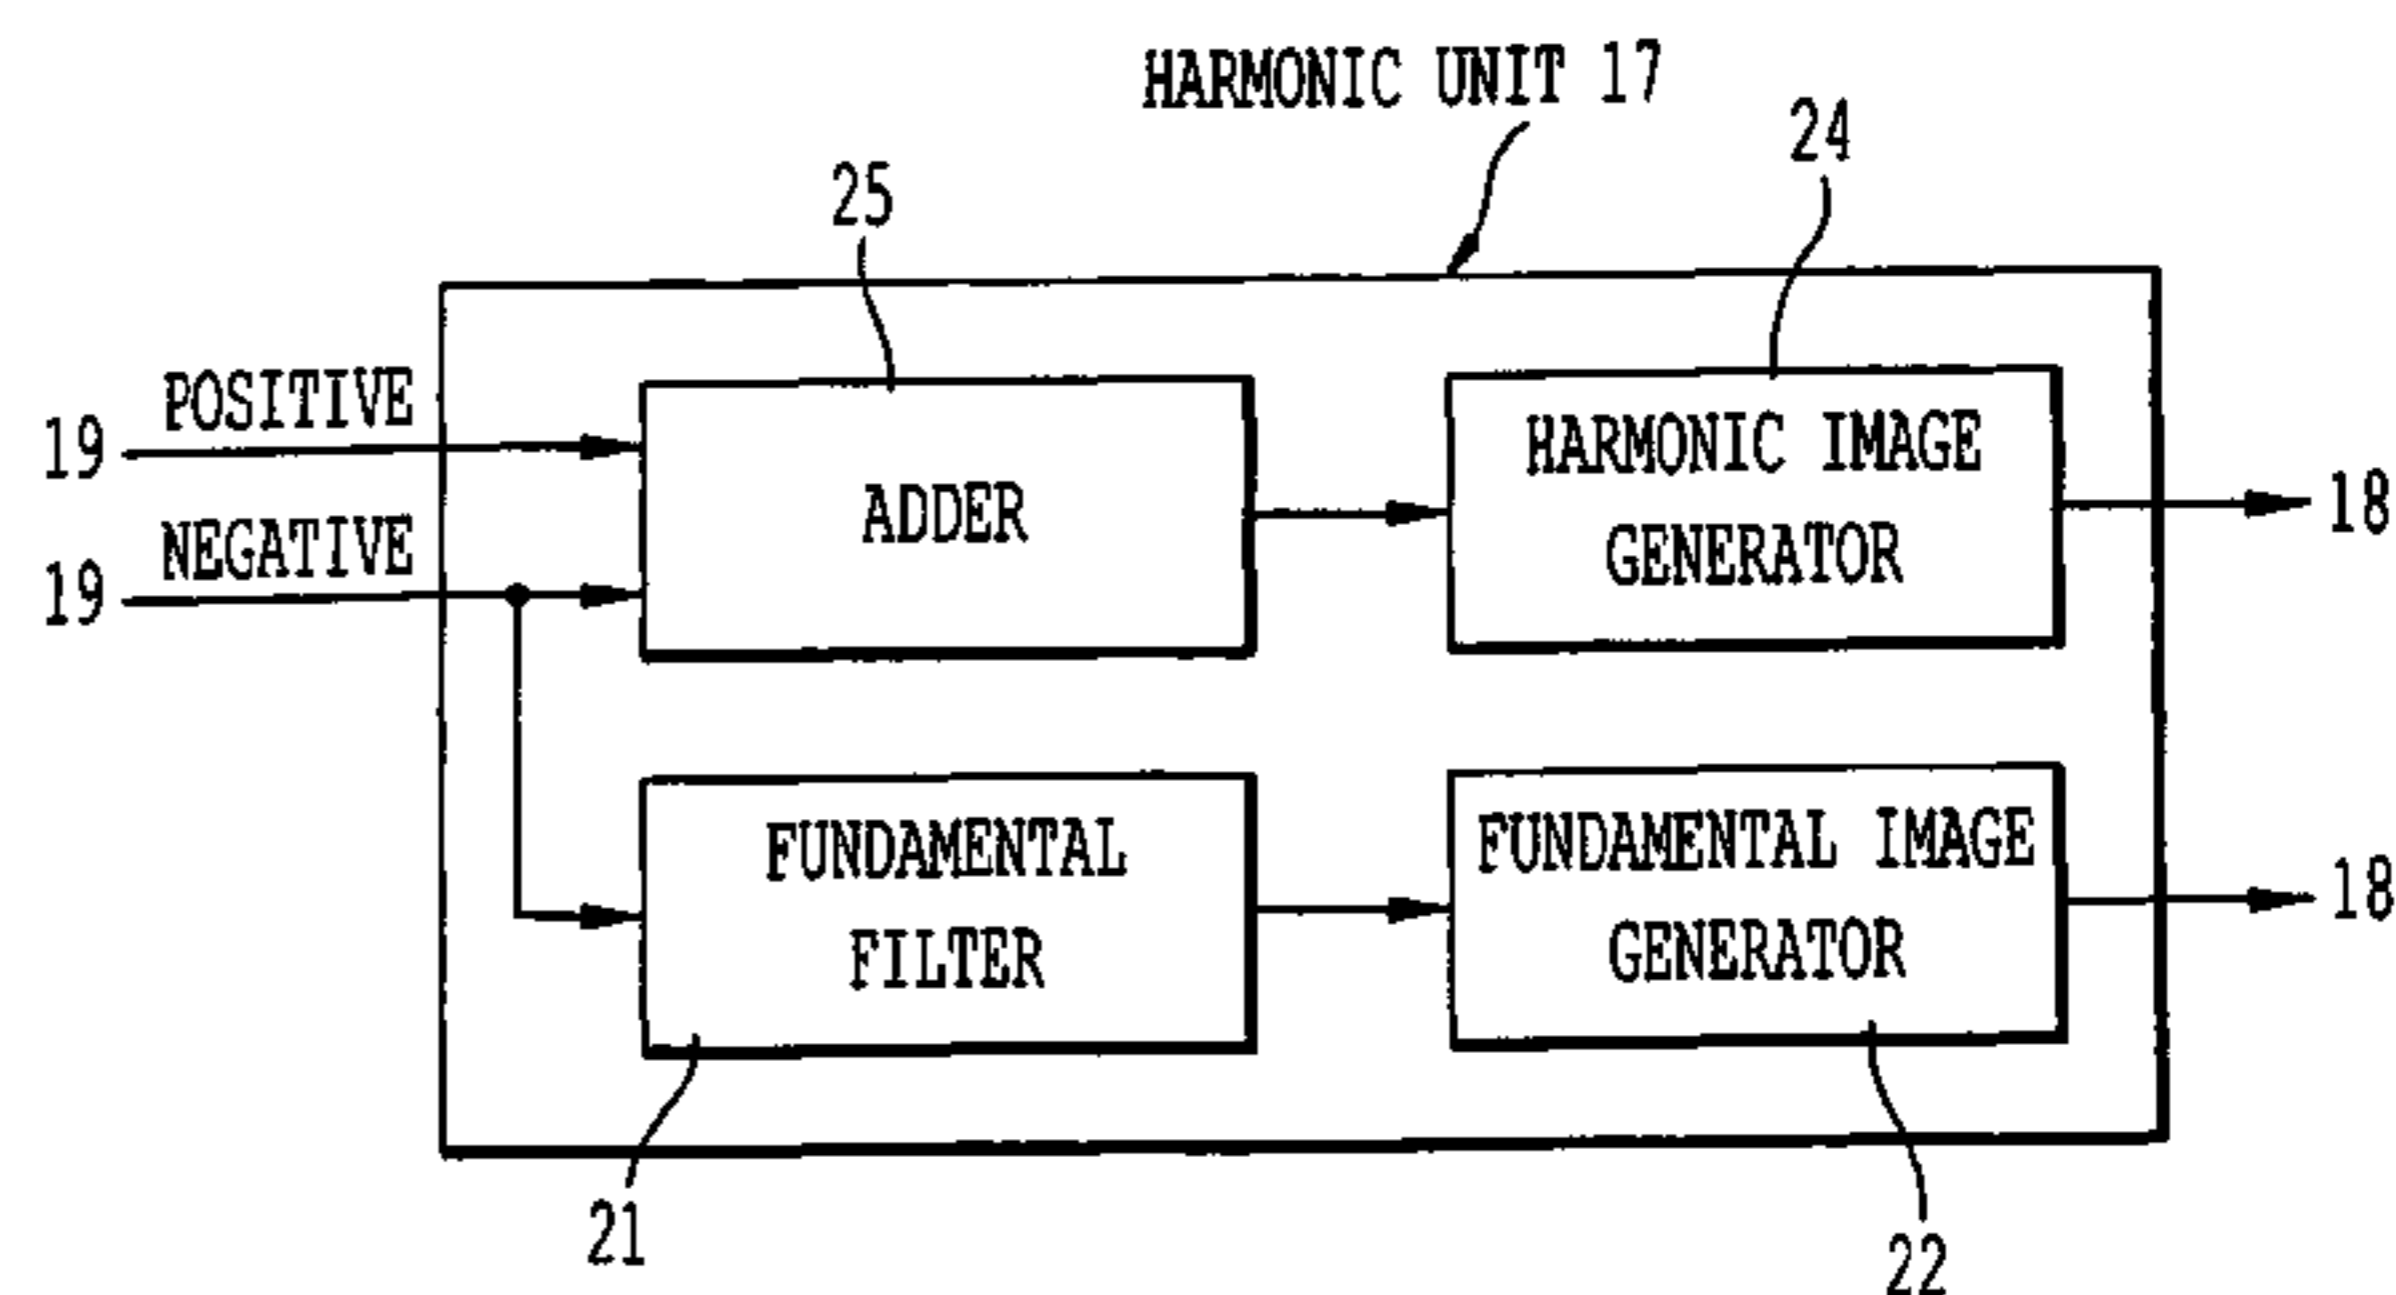 HARMONIC UNIT 17
24
25
POSITIVE
19
NEGATIVE
19
ADDER
HARMONIC IMAGE
GENERATOR
18
FUNDAMENTAL
FILTER
FUNDAMENTAL IMAGE
GENERATOR
18
21
22